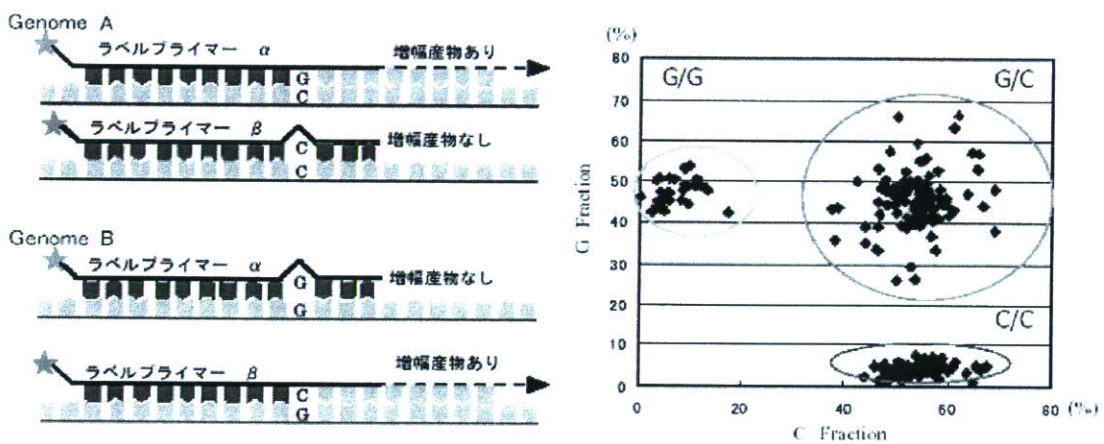 Genome A
ラベルプライマー α 増幅産物あり
G
C
ラベルプライマー β 増幅産物なし
C
G
Genome B
ラベルプライマー α 増幅産物なし
G
G
ラベルプライマー β 増幅産物あり
C
G
(%)
80
70
60
50
40
30
20
10
0
G/G
G/C
C/C
G Fraction
0 20 40 60 80 (%)
C Fraction